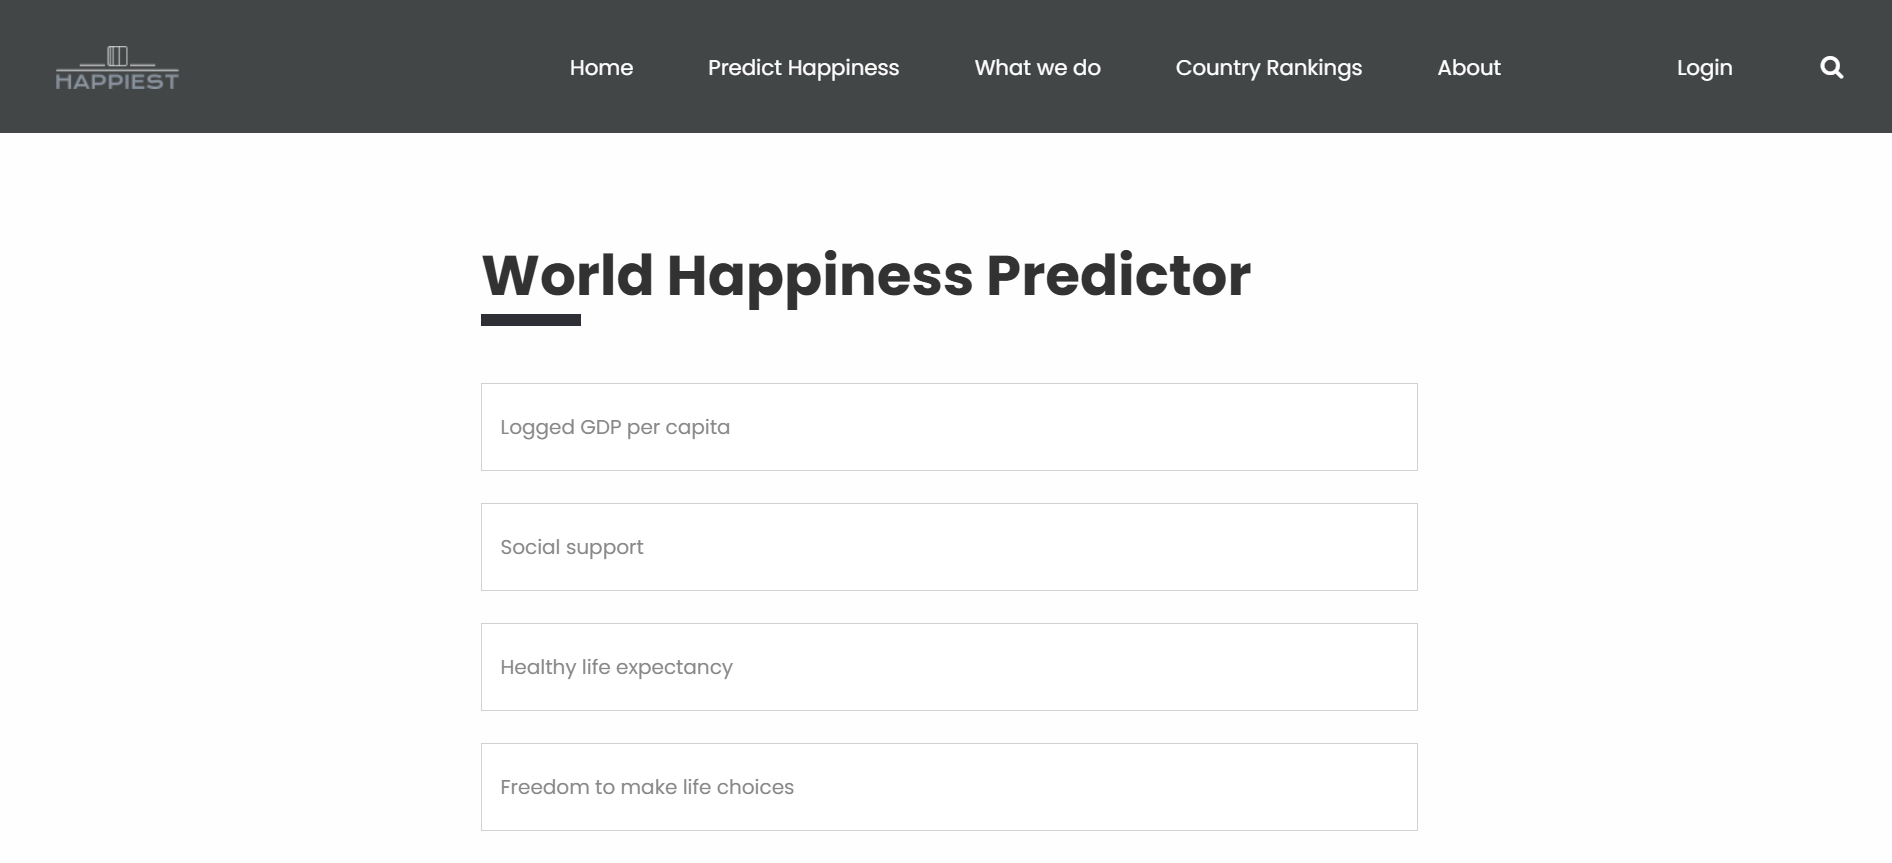 HAPPIEST
Home Predict Happiness What we do Country Rankings About Login
World Happiness Predictor
Logged GDP per capita
Social support
Healthy life expectancy
Freedom to make life choices